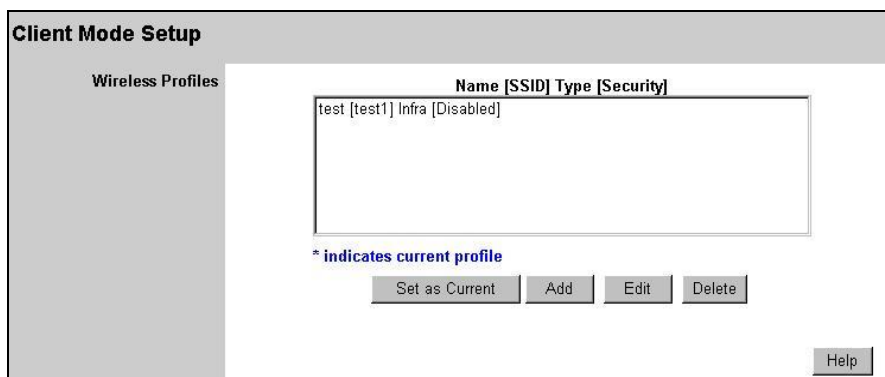 Client Mode Setup
Wireless Profiles
Name [SSID] Type [Security]
test [test1] Infra [Disabled]
* indicates current profile
Set as Current Add Edit Delete
Help